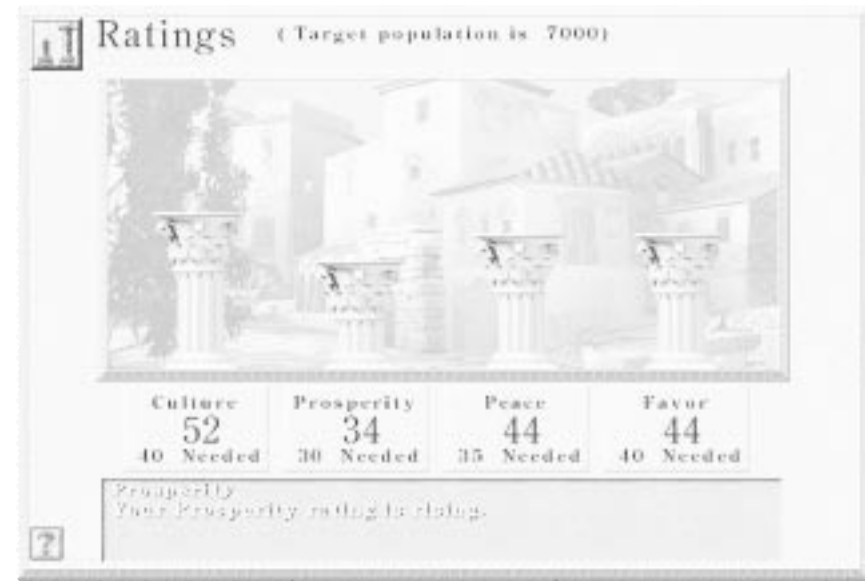 Ratings (Target population is 7000)
Culture Prosperity Peace Favor
52 34 44 44
40 Needed 30 Needed 35 Needed 40 Needed
Prosperity
Your Prosperity rating is rising.
?